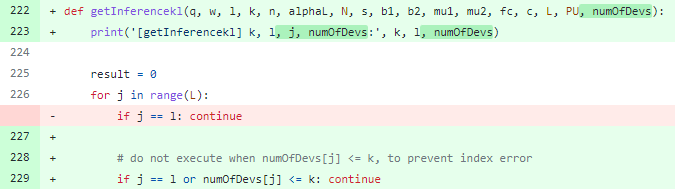 222 + def getInferencekl(q, w, l, k, n, alphaL, N, s, b1, b2, mu1, mu2, fc, c, L, PU, numOfDevs):
223 + print('[getInferencekl] k, l, j, numOfDevs:', k, l, numOfDevs)
224
225 result = 0
226 for j in range(L):
- if j == l: continue
227 +
228 + # do not execute when numOfDevs[j] <= k, to prevent index error
229 + if j == l or numOfDevs[j] <= k: continue